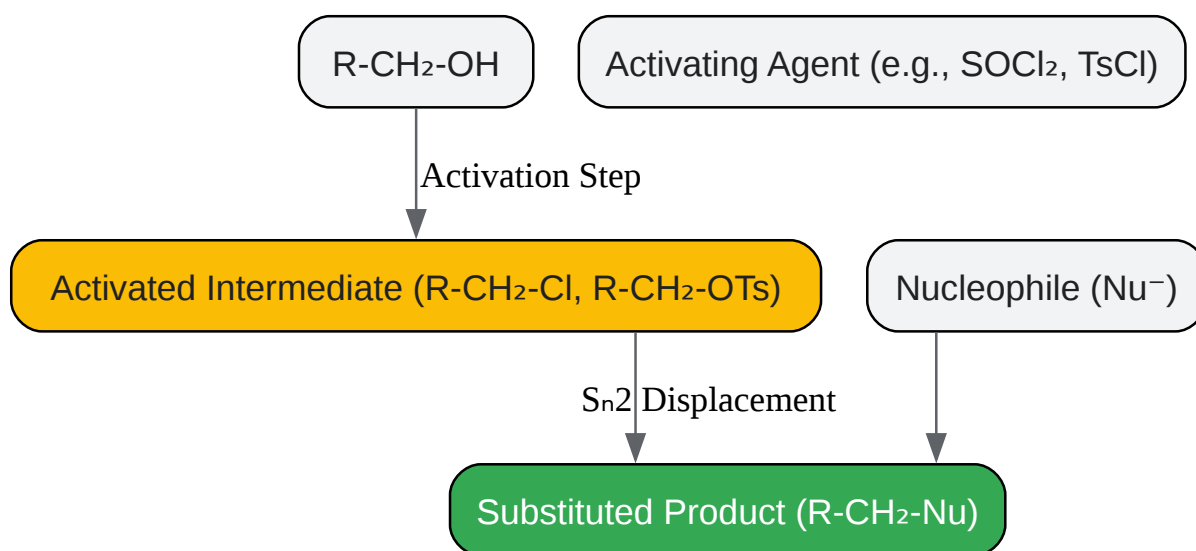 R-CH₂-OH
Activating Agent (e.g., SOCl₂, TsCl)
Activation Step
Activated Intermediate (R-CH₂-Cl, R-CH₂-OTs)
Nucleophile (Nu⁻)
Sₙ2 Displacement
Substituted Product (R-CH₂-Nu)